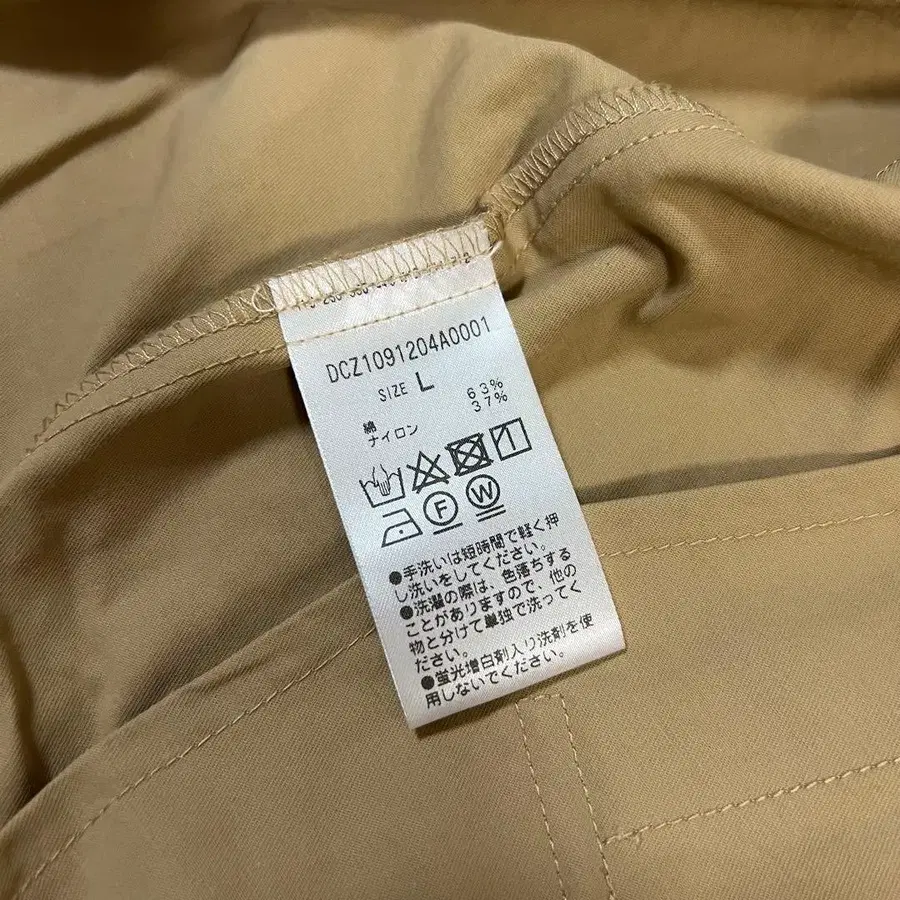 DCZ1091204A0001
SIZE L
綿 63%
ナイロン 37%
F W
●手洗いは短時間で軽く押
し洗いをしてください。
●洗濯の際は、色落ちする
ことがありますので、他の
物と分けて単独で洗ってく
ださい。
●蛍光増白剤入り洗剤を使
用しないでください。